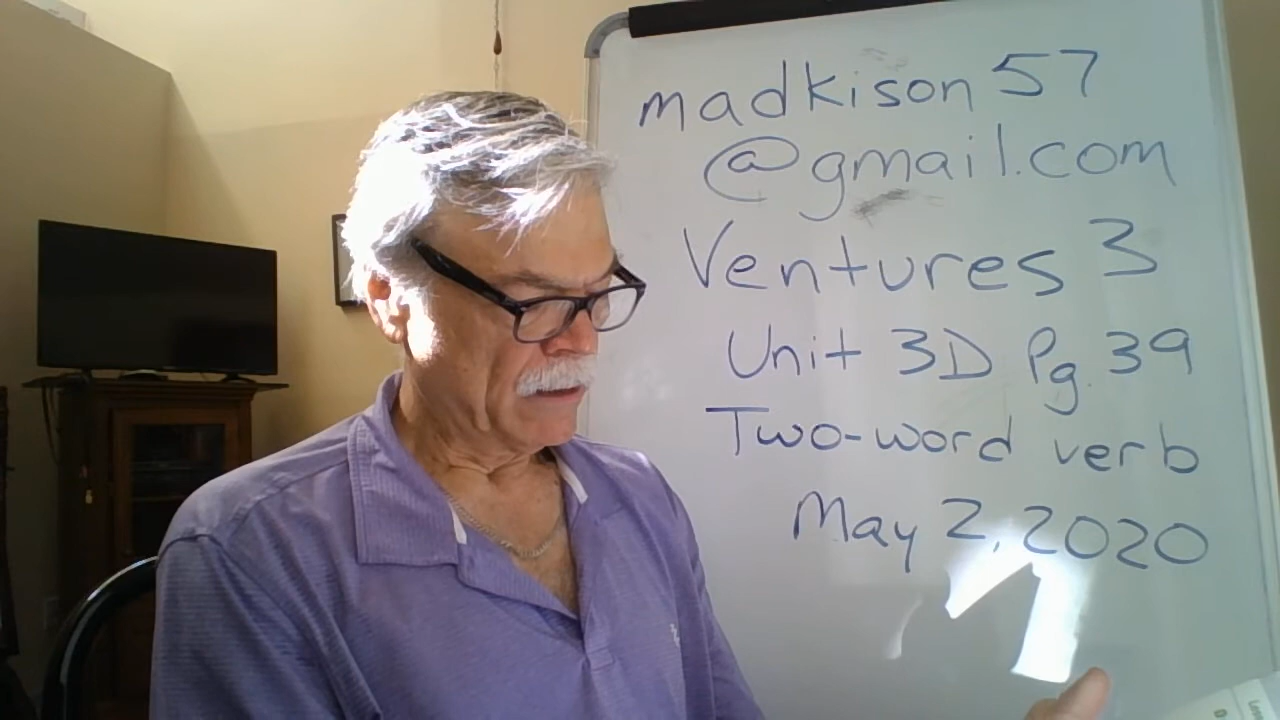 madkison57
@gmail.com
Ventures 3
Unit 3D Pg. 39
Two-word verb
May 2, 2020